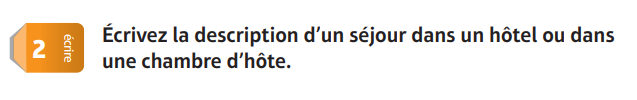 2
écrire
Écrivez la description d'un séjour dans un hôtel ou dans
une chambre d'hôte.